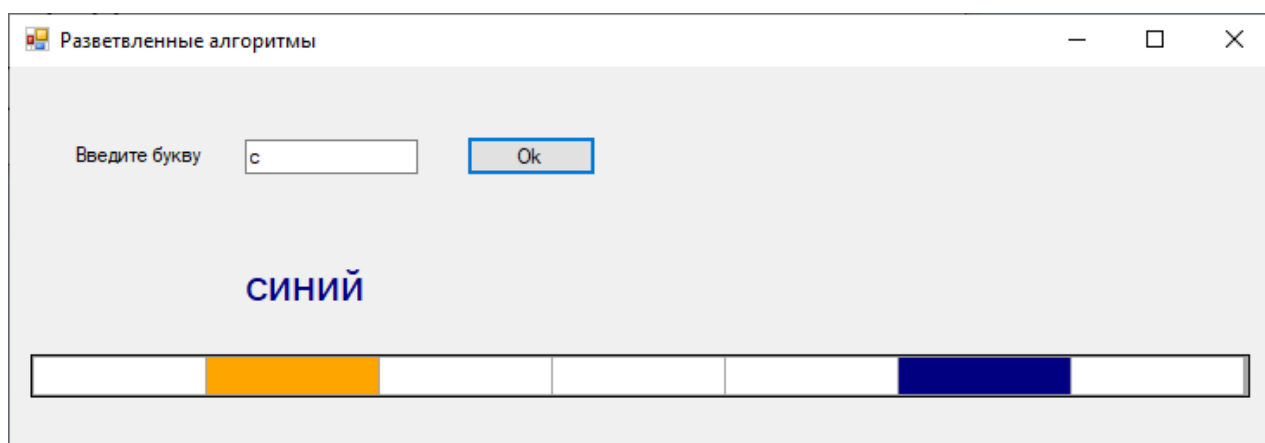 Разветвленные алгоритмы
Введите букву
с
Ok
синий